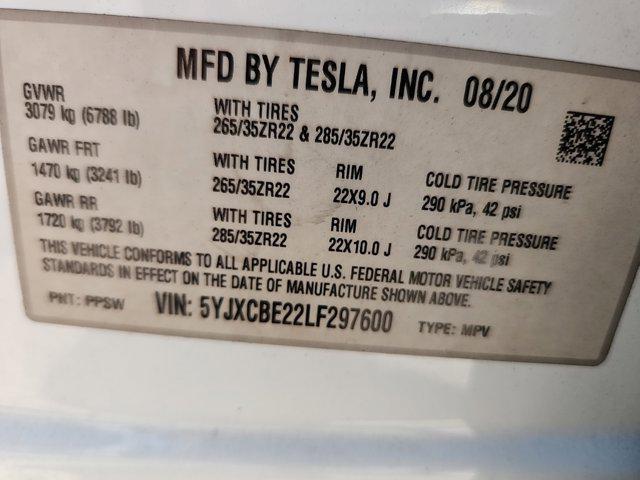 MFD BY TESLA, INC. 08/20
GVWR
3079 kg (6788 lb)
WITH TIRES
265/35ZR22 & 285/35ZR22
GAWR FRT
1470 kg (3241 lb)
WITH TIRES
265/35ZR22
RIM
22X9.0 J
COLD TIRE PRESSURE
290 kPa, 42 psi
GAWR RR
1720 kg (3792 lb)
WITH TIRES
285/35ZR22
RIM
22X10.0 J
COLD TIRE PRESSURE
290 kPa, 42 psi
THIS VEHICLE CONFORMS TO ALL APPLICABLE U.S. FEDERAL MOTOR VEHICLE SAFETY
STANDARDS IN EFFECT ON THE DATE OF MANUFACTURE SHOWN ABOVE.
PNT: PPSW VIN: 5YJXCBE22LF297600 TYPE: MPV